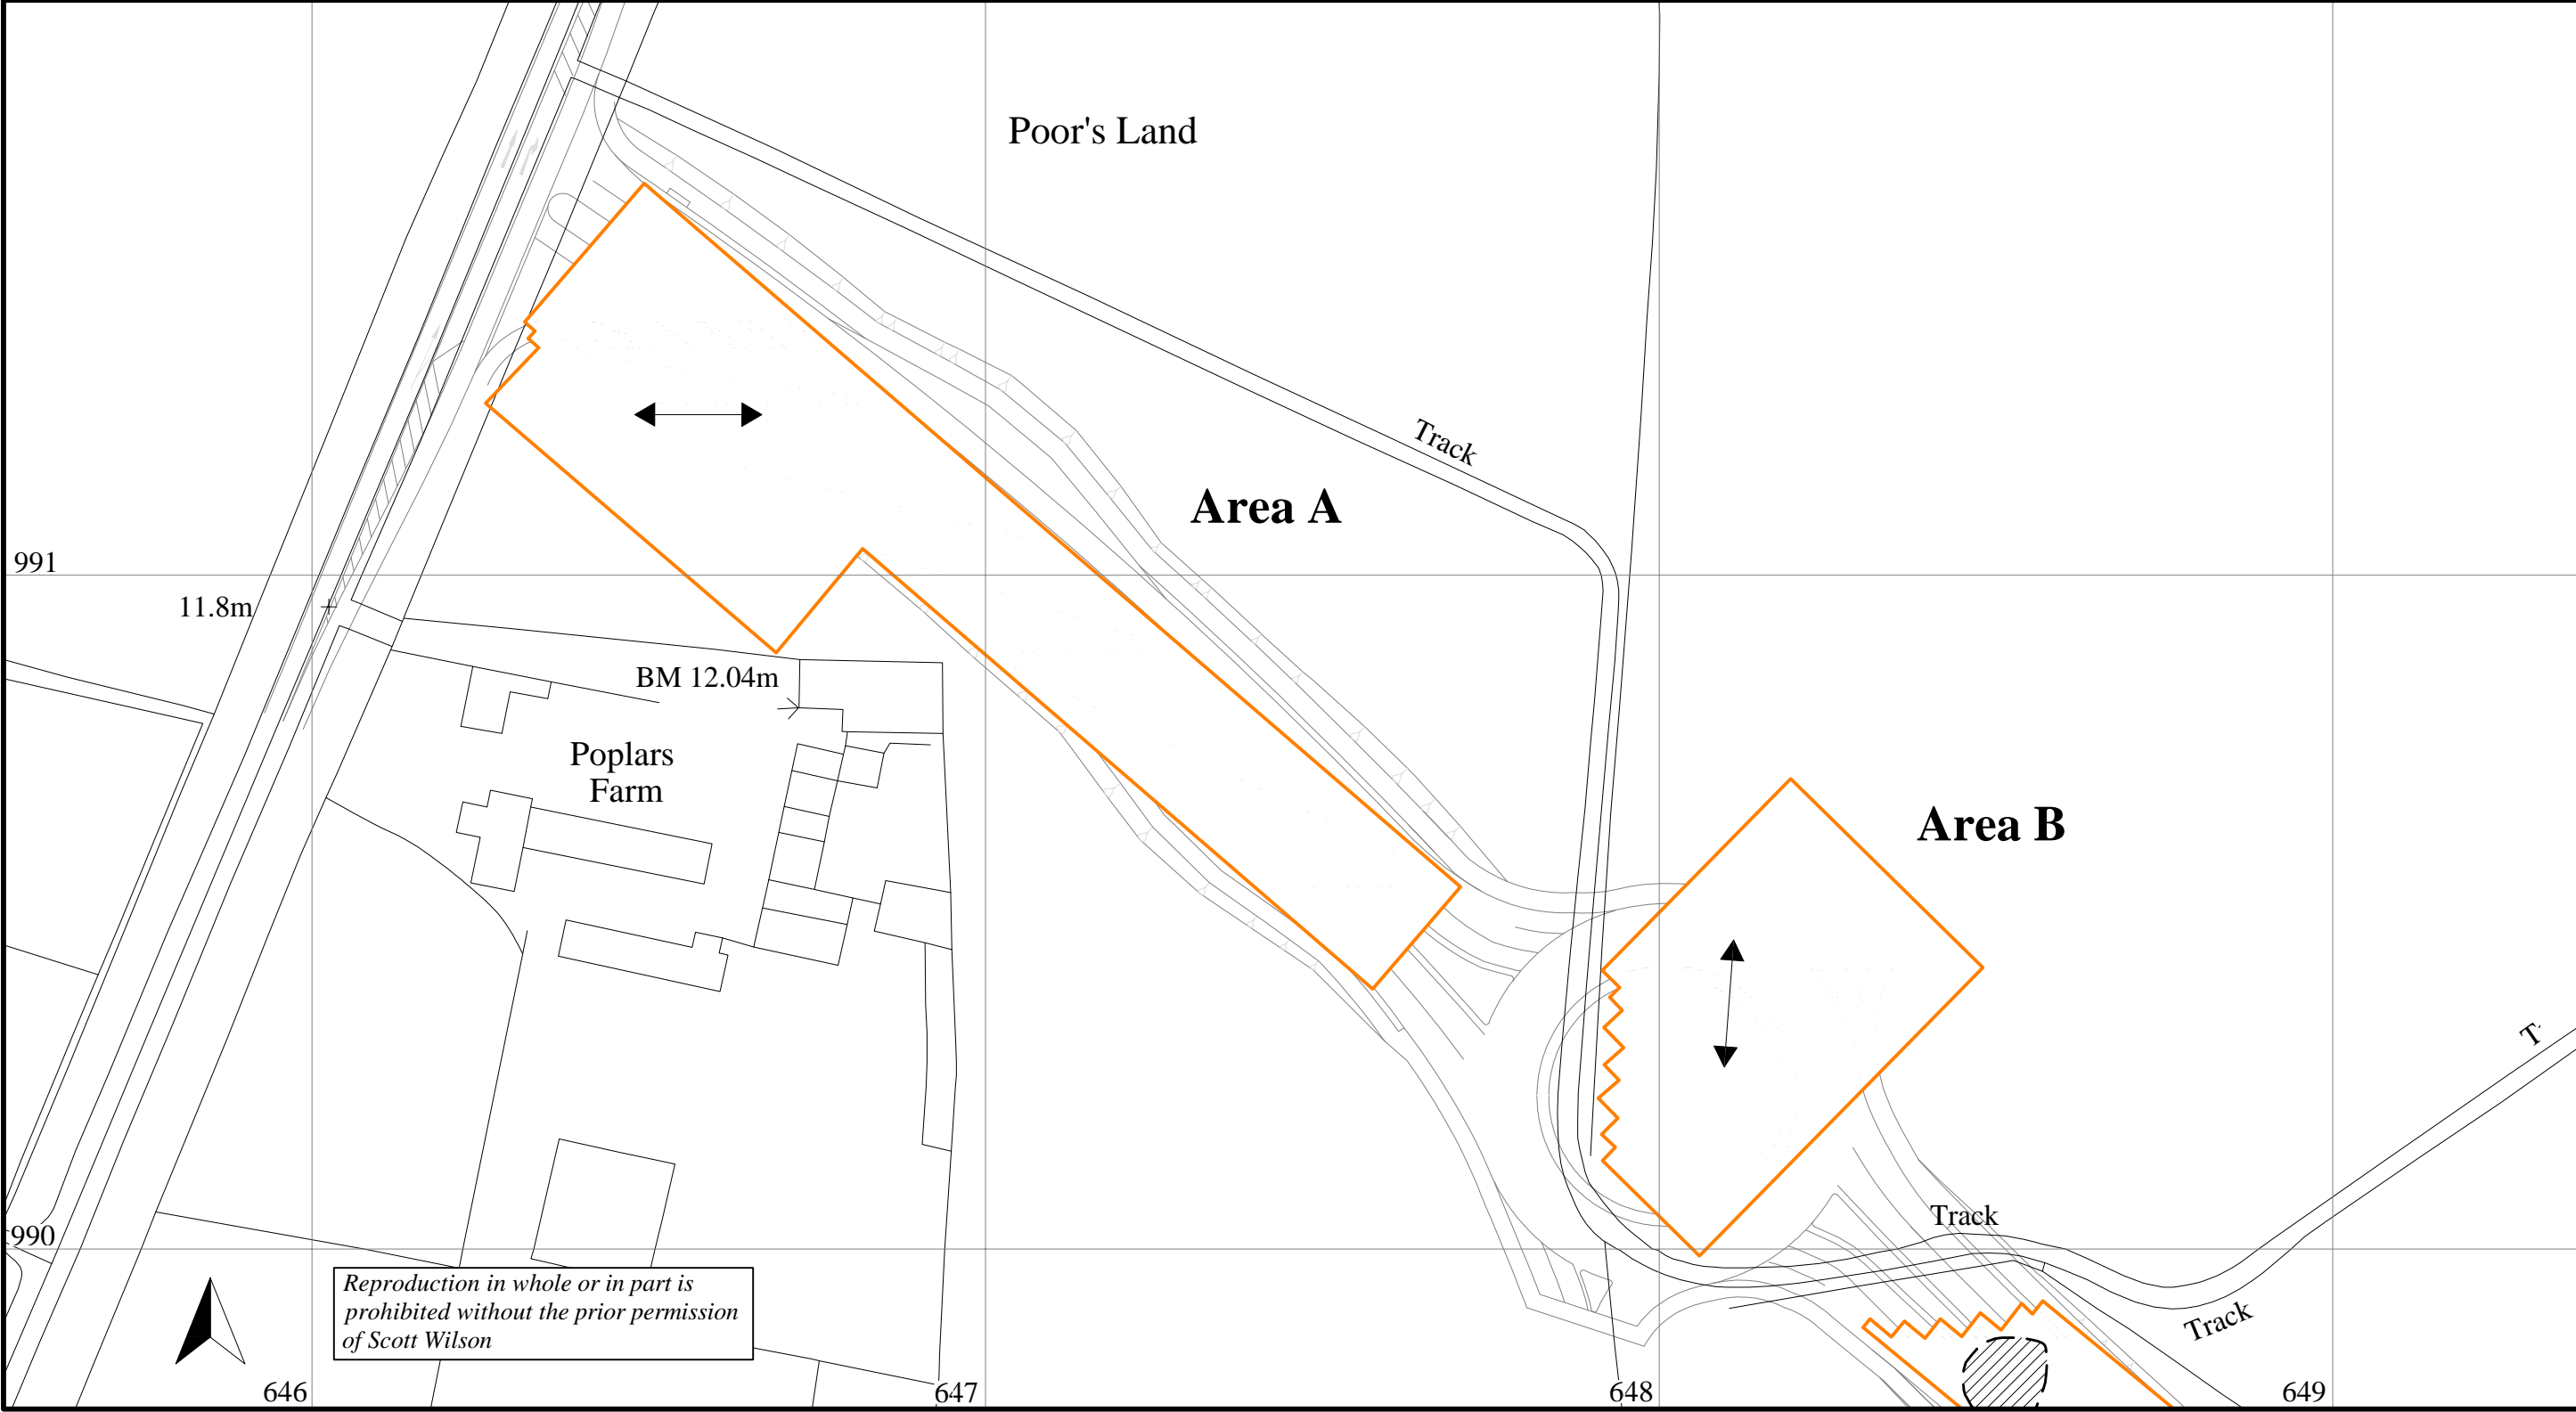 Poor's Land
Track
Area A
991
11.8m
BM 12.04m
Poplars
Farm
Area B
T
Track
990
Reproduction in whole or in part is
prohibited without the prior permission
of Scott Wilson
Track
646
647
648
649